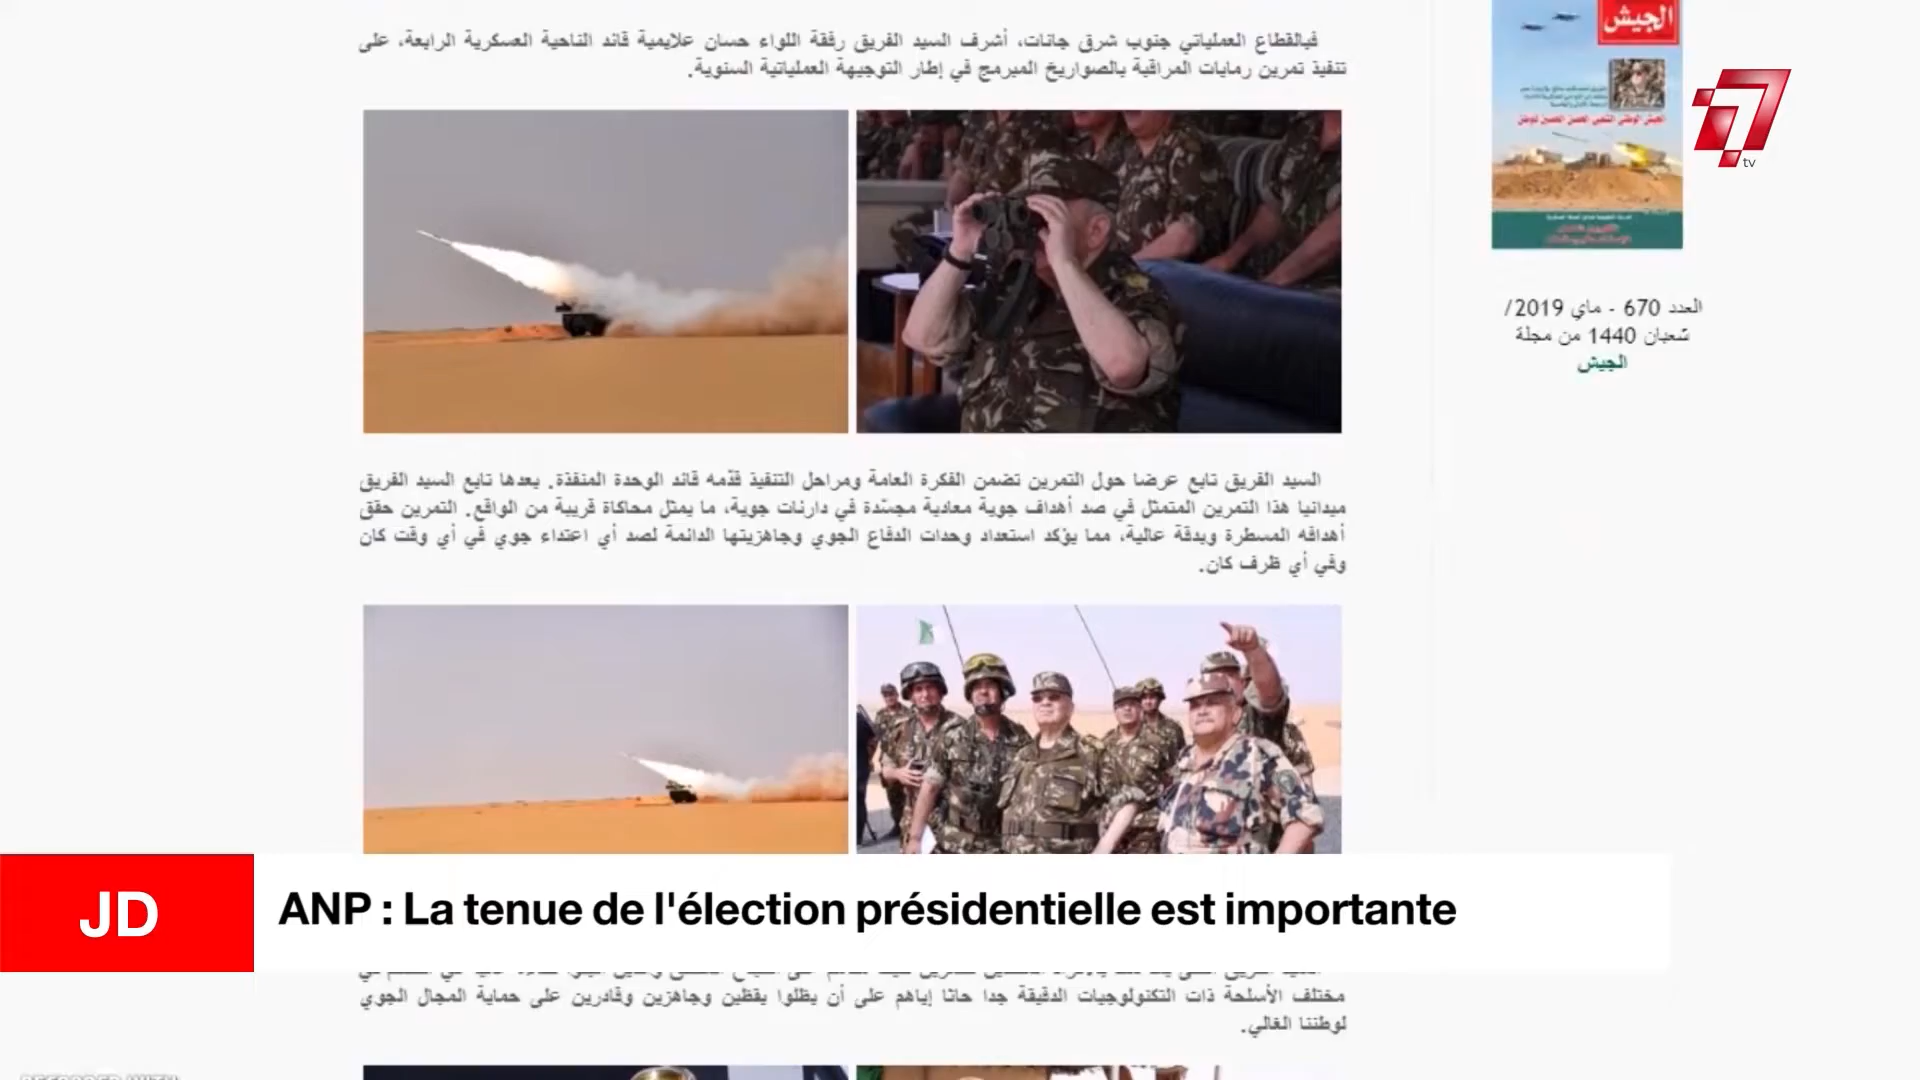 فيالقطاع العملياتي جنوب شرق جانات، أشرف السيد الفريق رفقة اللواء حسان علايمية قائد الناحية العسكرية الرابعة، على
تنفيذ تمرين رمايات المراقبة بالصواريخ المبرمج في إطار التوجيهة العملياتية السنوية.
الجيش
الجيش الوطني الشعبي الحصن الحصين للوطن
tv
العدد 670 - ماي 2019/
شعبان 1440 من مجلة
الجيش
السيد الفريق تابع عرضا حول التمرين تضمن الفكرة العامة ومراحل التنفيذ قدّمه قائد الوحدة المنفذة. بعدها تابع السيد الفريق
ميدانيا هذا التمرين المتمثل في صد أهداف جوية معادية مجسّدة في دارنات جوية، ما يمثل محاكاة قريبة من الواقع. التمرين حقق
أهدافه المسطرة وبدقة عالية، مما يؤكد استعداد وحدات الدفاع الجوي وجاهزيتها الدائمة لصد أي اعتداء جوي في أي وقت كان
وفي أي ظرف كان.
JD
ANP : La tenue de l'élection présidentielle est importante
مختلف الأسلحة ذات التكنولوجيات الدقيقة جدا حاثا إياهم على أن يظلوا يقظين وجاهزين وقادرين على حماية المجال الجوي
لوطننا الغالي.